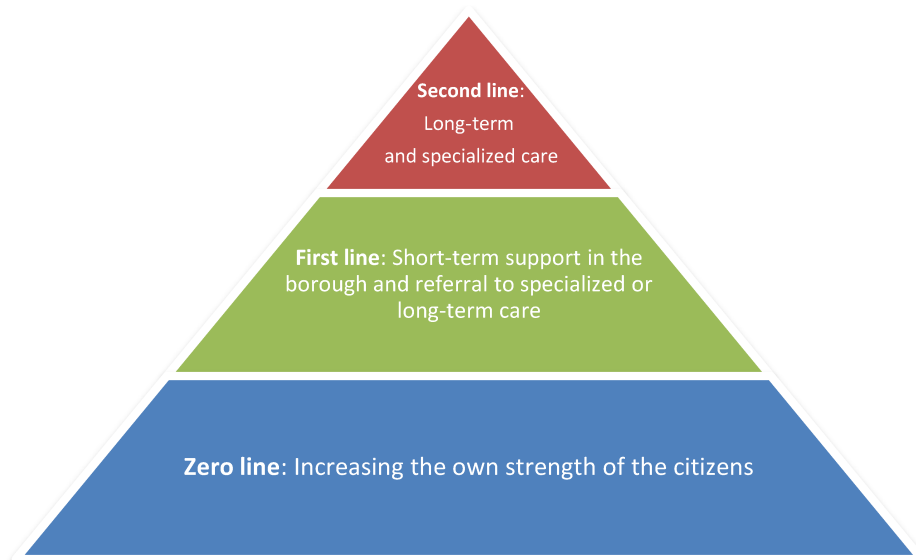 Second line:
Long-term
and specialized care
First line: Short-term support in the
borough and referral to specialized or
long-term care
Zero line: Increasing the own strength of the citizens